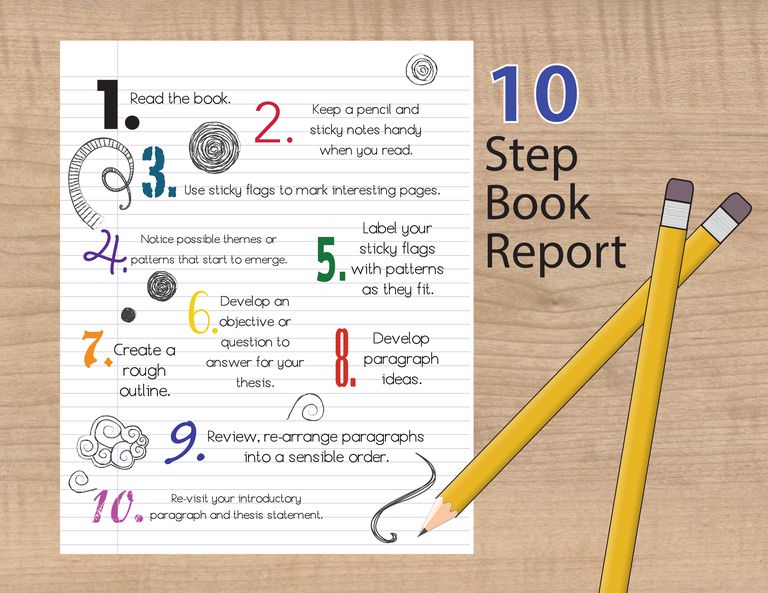 1. Read the book.
2. Keep a pencil and
sticky notes handy
when you read.
3. Use sticky flags to mark interesting pages.
4. Notice possible themes or
patterns that start to emerge.
5. Label your
sticky flags
with patterns
as they fit.
6. Develop an
objective or
question to
answer for your
thesis.
7. Create a
rough
outline.
8. Develop
paragraph
ideas.
9. Review, re-arrange paragraphs
into a sensible order.
10. Re-visit your introductory
paragraph and thesis statement.
10
Step
Book
Report